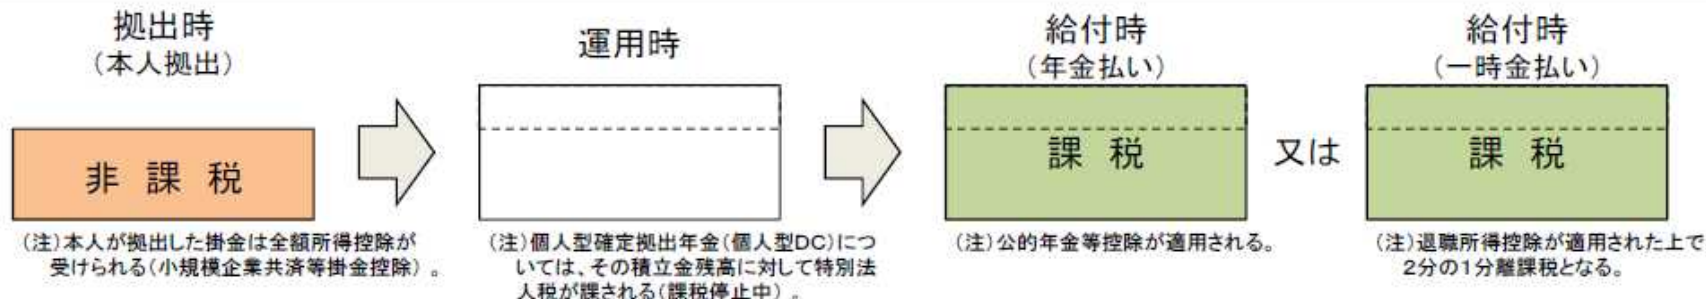 拠出時
（本人拠出）
非 課 税
（注）本人が拠出した掛金は全額所得控除が
受けられる（小規模企業共済等掛金控除）。
運用時
（注）個人型確定拠出年金（個人型DC）につ
いては、その積立金残高に対して特別法
人税が課される（課税停止中）。
給付時
（年金払い）
課 税
（注）公的年金等控除が適用される。
又は
給付時
（一時金払い）
課 税
（注）退職所得控除が適用された上で
2分の1分離課税となる。